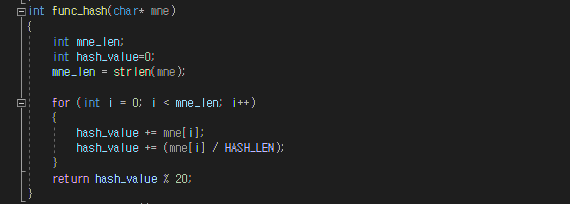 int func_hash(char* mne)
{
int mne_len;
int hash_value=0;
mne_len = strlen(mne);
for (int i = 0; i < mne_len; i++)
{
hash_value += mne[i];
hash_value += (mne[i] / HASH_LEN);
}
return hash_value % 20;
}